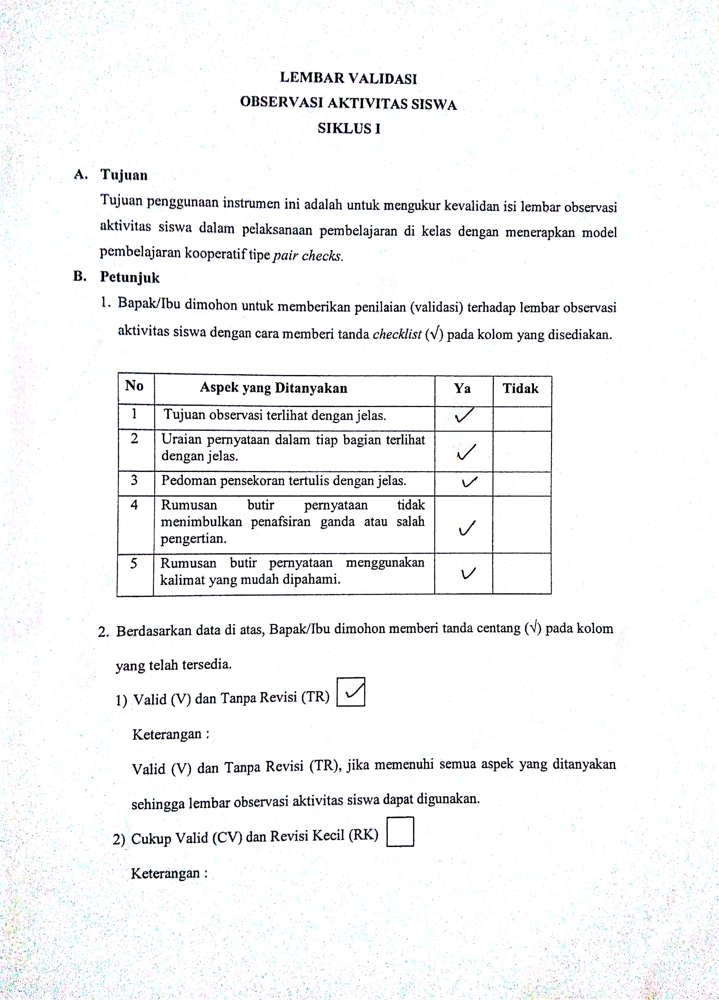 LEMBAR VALIDASI
OBSERVASI AKTIVITAS SISWA
SIKLUS I
A. Tujuan
Tujuan penggunaan instrumen ini adalah untuk mengukur kevalidan isi lembar observasi
aktivitas siswa dalam pelaksanaan pembelajaran di kelas dengan menerapkan model
pembelajaran kooperatif tipe pair checks.
B. Petunjuk
1. Bapak/Ibu dimohon untuk memberikan penilaian (validasi) terhadap lembar observasi
aktivitas siswa dengan cara memberi tanda checklist (√) pada kolom yang disediakan.
No Aspek yang Ditanyakan Ya Tidak
1 Tujuan observasi terlihat dengan jelas. ✓
2 Uraian pernyataan dalam tiap bagian terlihat
dengan jelas. ✓
3 Pedoman pensekoran tertulis dengan jelas. ✓
4 Rumusan butir pernyataan tidak
menimbulkan penafsiran ganda atau salah ✓
pengertian.
5 Rumusan butir pernyataan menggunakan
kalimat yang mudah dipahami. ✓
2. Berdasarkan data di atas, Bapak/Ibu dimohon memberi tanda centang (√) pada kolom
yang telah tersedia.
1) Valid (V) dan Tanpa Revisi (TR) ✓
Keterangan :
Valid (V) dan Tanpa Revisi (TR), jika memenuhi semua aspek yang ditanyakan
sehingga lembar observasi aktivitas siswa dapat digunakan.
2) Cukup Valid (CV) dan Revisi Kecil (RK)
Keterangan :